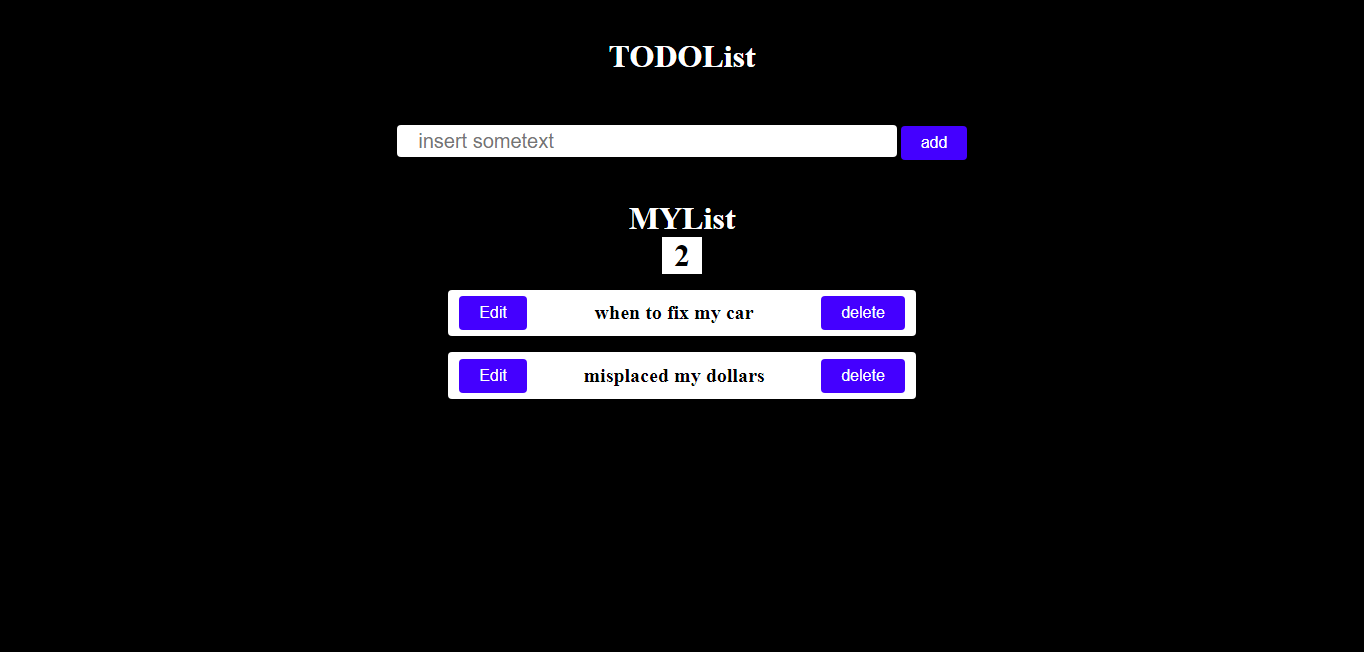 TODOList
insert sometext add
MYList
2
Edit when to fix my car delete
Edit misplaced my dollars delete